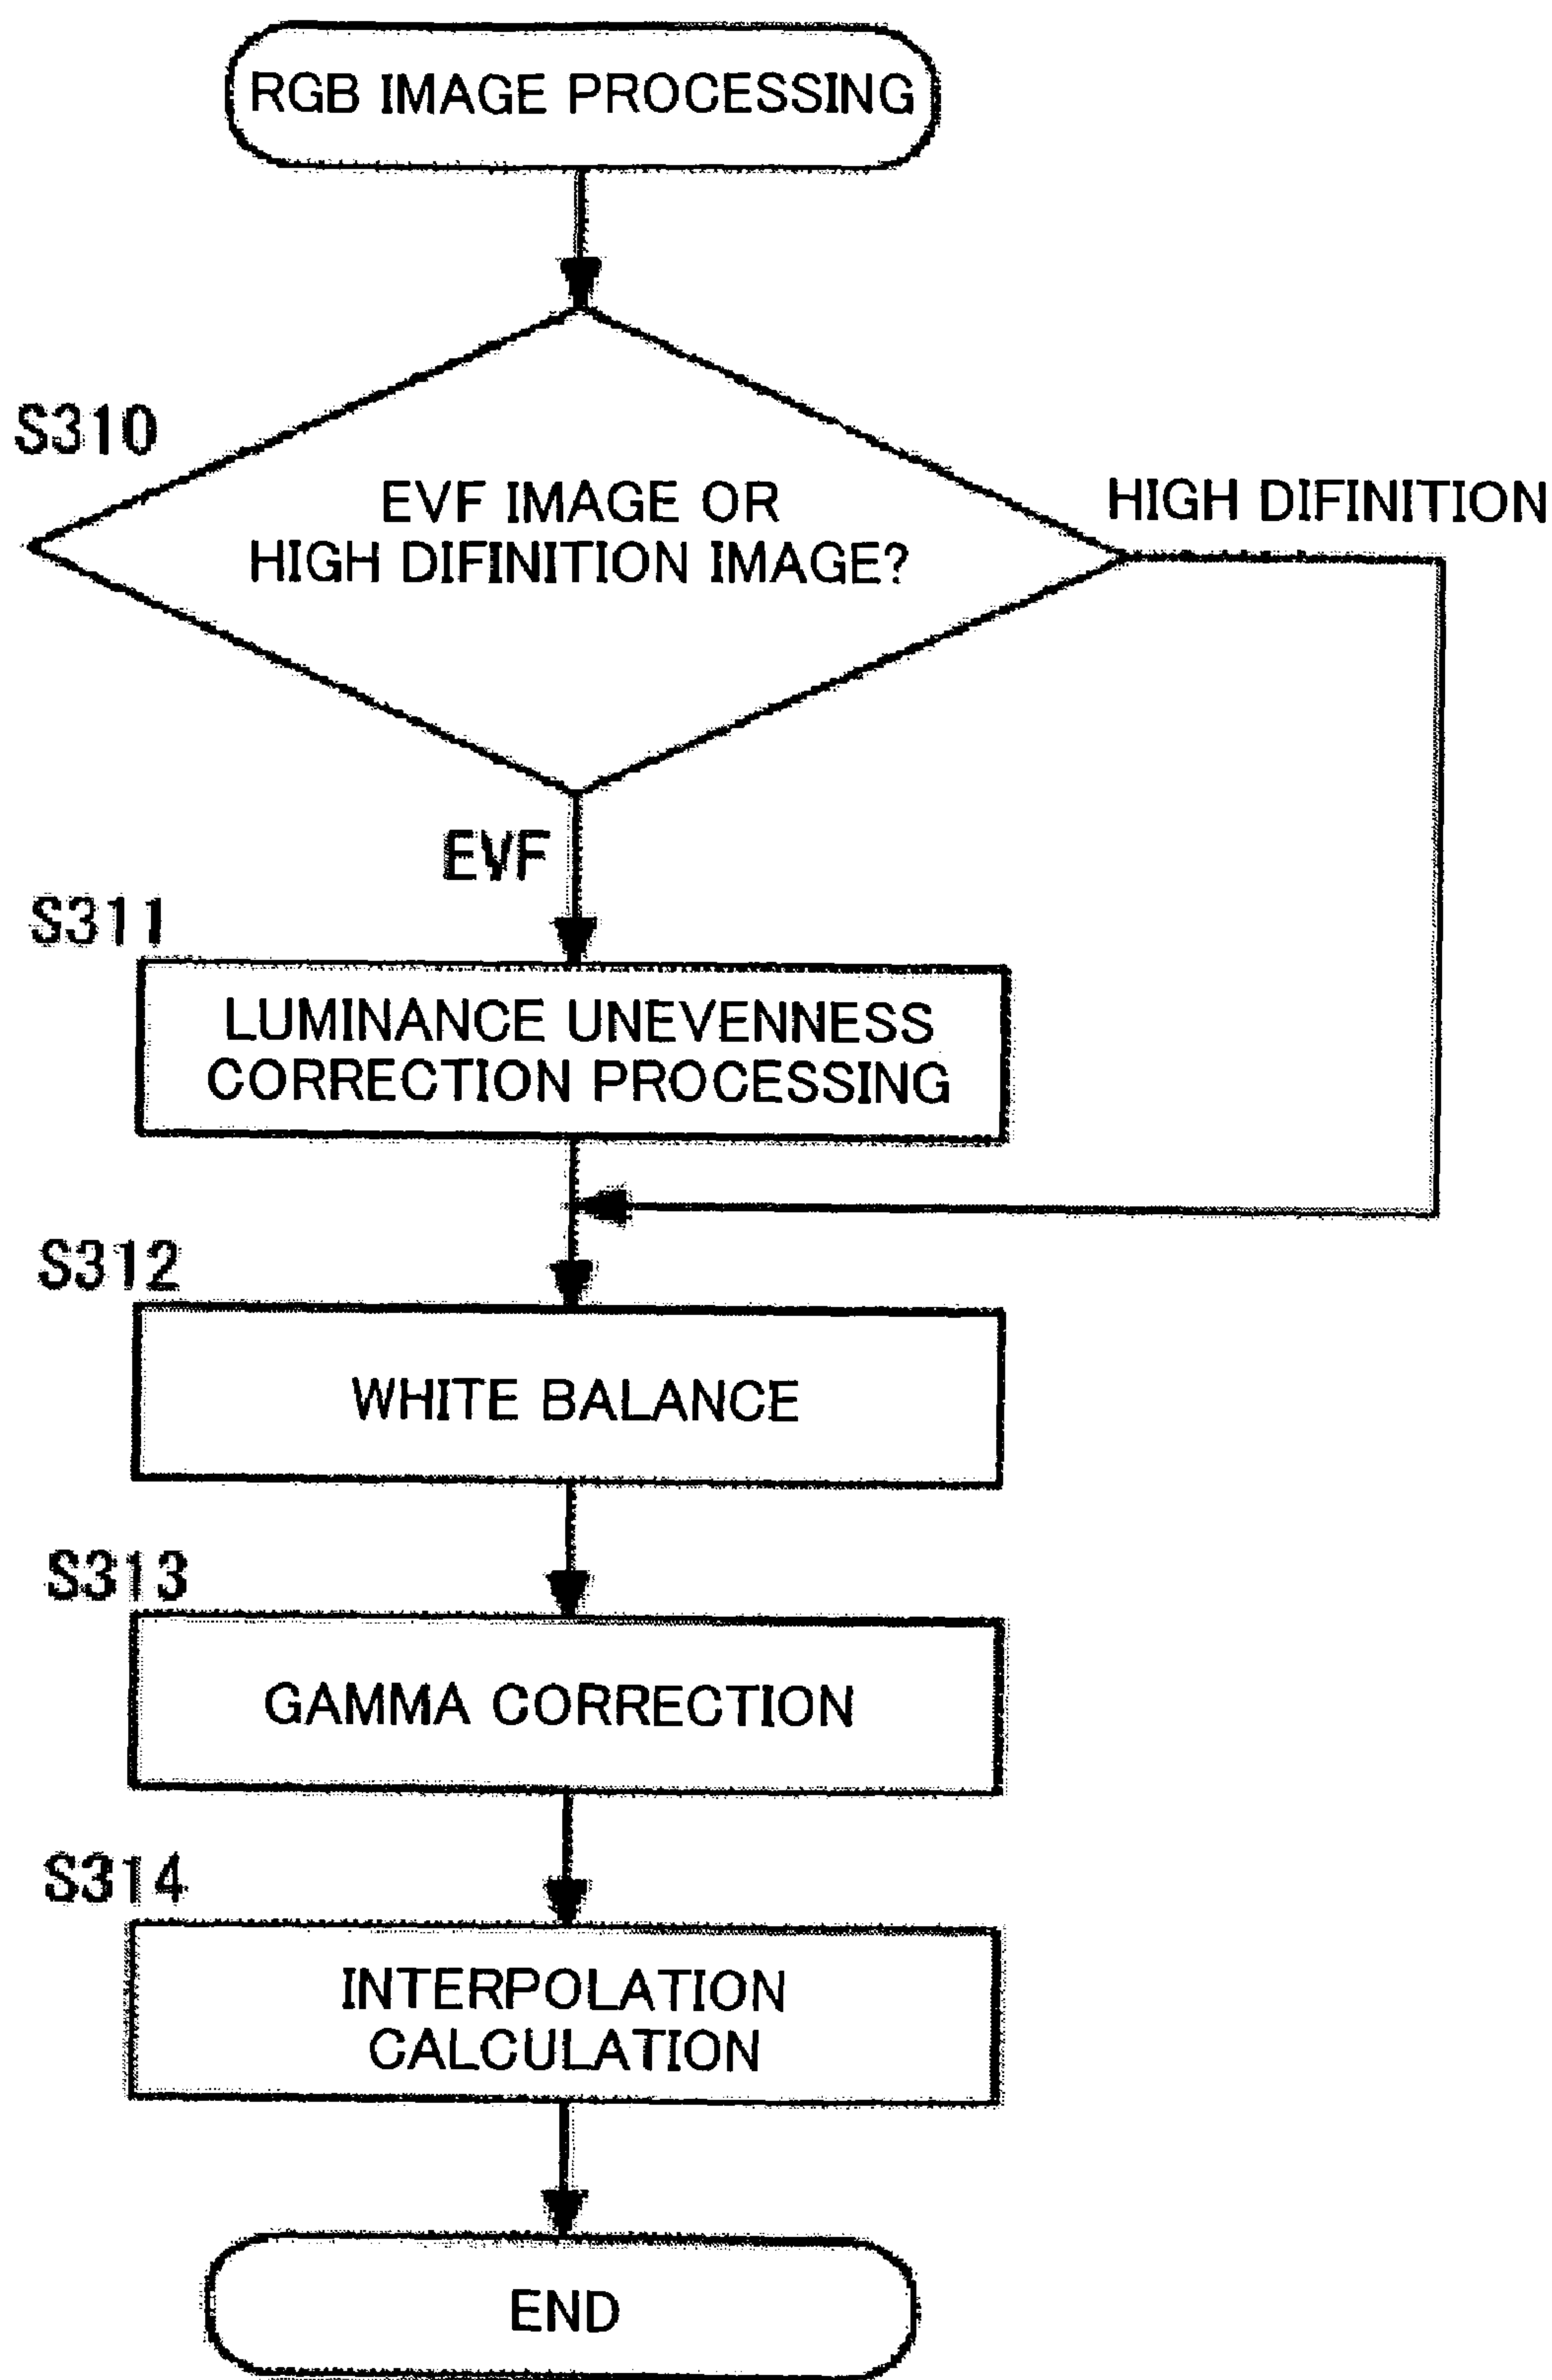 RGB IMAGE PROCESSING
S310
EVF IMAGE OR
HIGH DIFINITION IMAGE?
HIGH DIFINITION
EVF
S311
LUMINANCE UNEVENNESS
CORRECTION PROCESSING
S312
WHITE BALANCE
S313
GAMMA CORRECTION
S314
INTERPOLATION
CALCULATION
END